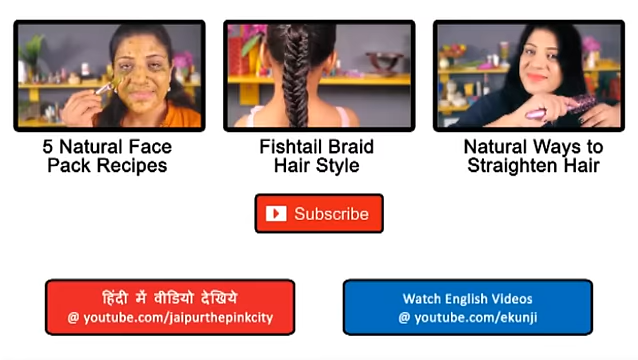 5 Natural Face
Pack Recipes
Fishtail Braid
Hair Style
Natural Ways to
Straighten Hair
Subscribe
हिंदी में वीडियो देखिये
@ youtube.com/jaipurthepinkcity
Watch English Videos
@ youtube.com/ekunji